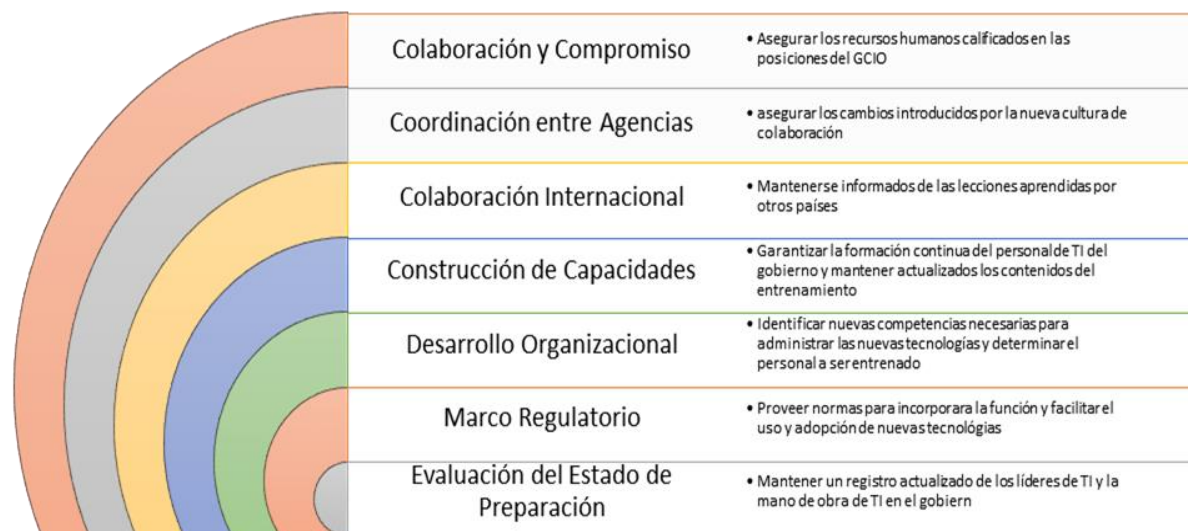 Colaboración y Compromiso
• Asegurar los recursos humanos calificados en las
posiciones del GCIO
Coordinación entre Agencias
• asegurar los cambios introducidos por la nueva cultura de
colaboración
Colaboración Internacional
• Mantenerse informados de las lecciones aprendidas por
otros países
Construcción de Capacidades
• Garantizar la formación continua del personal de TI del
gobierno y mantener actualizados los contenidos del
entrenamiento
Desarrollo Organizacional
• Identificar nuevas competencias necesarias para
administrar las nuevas tecnologías y determinar el
personal a ser entrenado
Marco Regulatorio
• Proveer normas para incorporara la función y facilitar el
uso y adopción de nuevas tecnológias
Evaluación del Estado de
Preparación
• Mantener un registro actualizado de los líderes de TI y la
mano de obra de TI en el gobiern